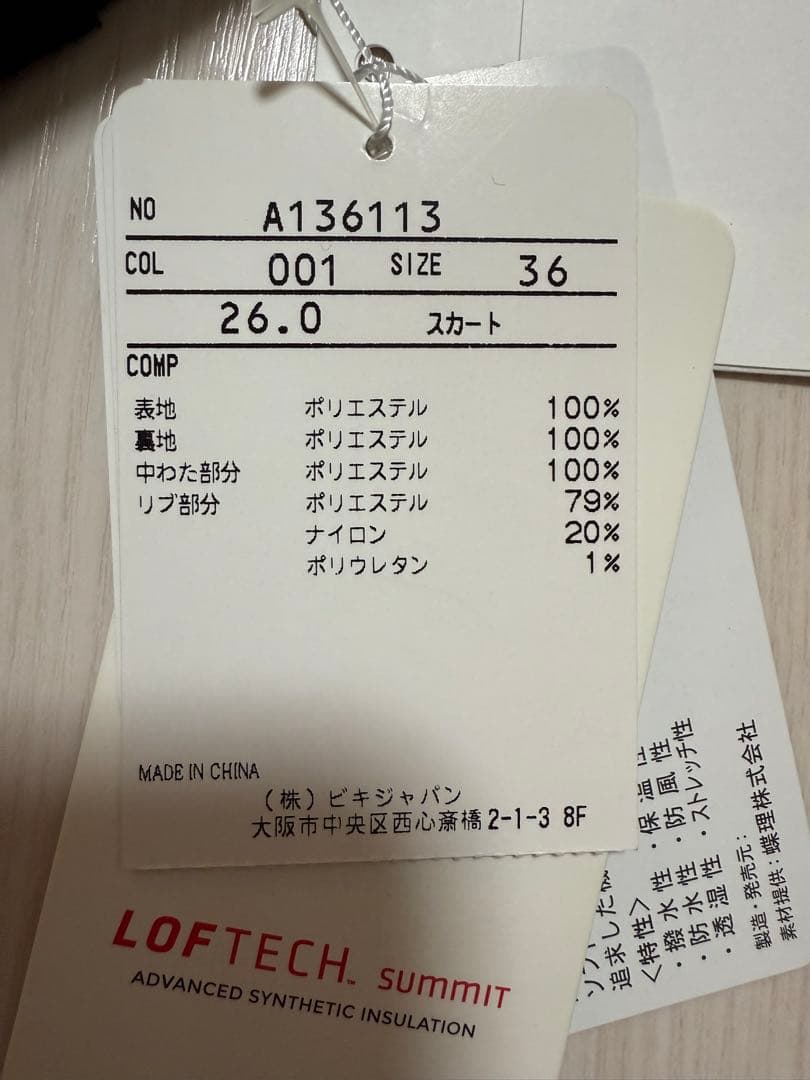 NO A136113
COL 001 SIZE 36
26.0 スカート
COMP
表地 ポリエステル 100%
裏地 ポリエステル 100%
中わた部分 ポリエステル 100%
リブ部分 ポリエステル 79%
ナイロン 20%
ポリウレタン 1%
MADE IN CHINA
(株)ビキジャパン
大阪市中央区西心斎橋2-1-3 8F
LOFTECH™ summIT
ADVANCED SYNTHETIC INSULATION
追求した
<特性>
・撥水性 ・保温性
・防水性 ・防風性
・透湿性 ・ストレッチ性
製造・発売元:
素材提供:蝶理株式会社